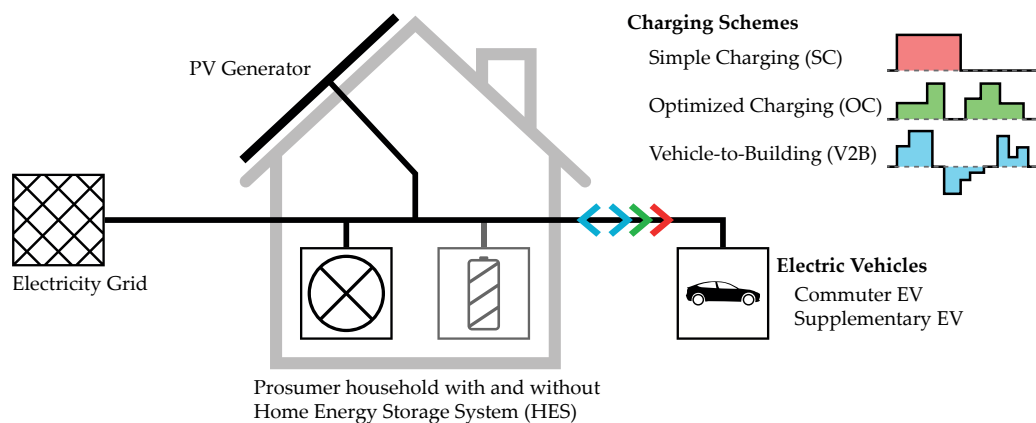 Charging Schemes
Simple Charging (SC)
Optimized Charging (OC)
Vehicle-to-Building (V2B)
PV Generator
Electricity Grid
Electric Vehicles
Commuter EV
Supplementary EV
Prosumer household with and without
Home Energy Storage System (HES)